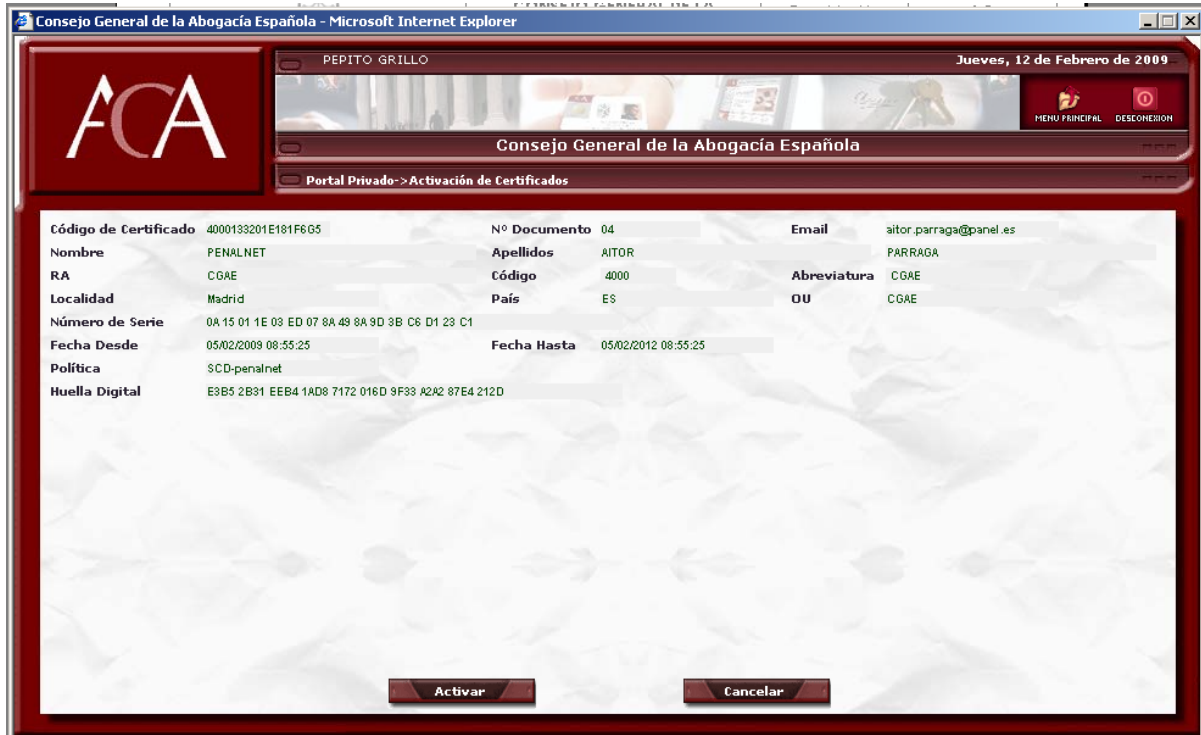 Consejo General de la Abogacía Española - Microsoft Internet Explorer
ACA
PEPITO GRILLO
Jueves, 12 de Febrero de 2009
MENU PRINCIPAL DESCONEXION
Consejo General de la Abogacía Española
Portal Privado->Activación de Certificados
Código de Certificado 4000133201E181F6G5 Nº Documento 04 Email aitor.parraga@panel.es
Nombre PENALNET Apellidos AITOR PARRAGA
RA CGAE Código 4000 Abreviatura CGAE
Localidad Madrid País ES OU CGAE
Número de Serie 0A 15 01 1E 03 ED 07 8A 49 8A 9D 3B C6 D1 23 C1
Fecha Desde 05/02/2009 08:55:25 Fecha Hasta 05/02/2012 08:55:25
Política SCD-penalnet
Huella Digital E3B5 2B31 EEB4 1AD8 7172 016D 9F33 A2A2 87E4 212D
Activar Cancelar